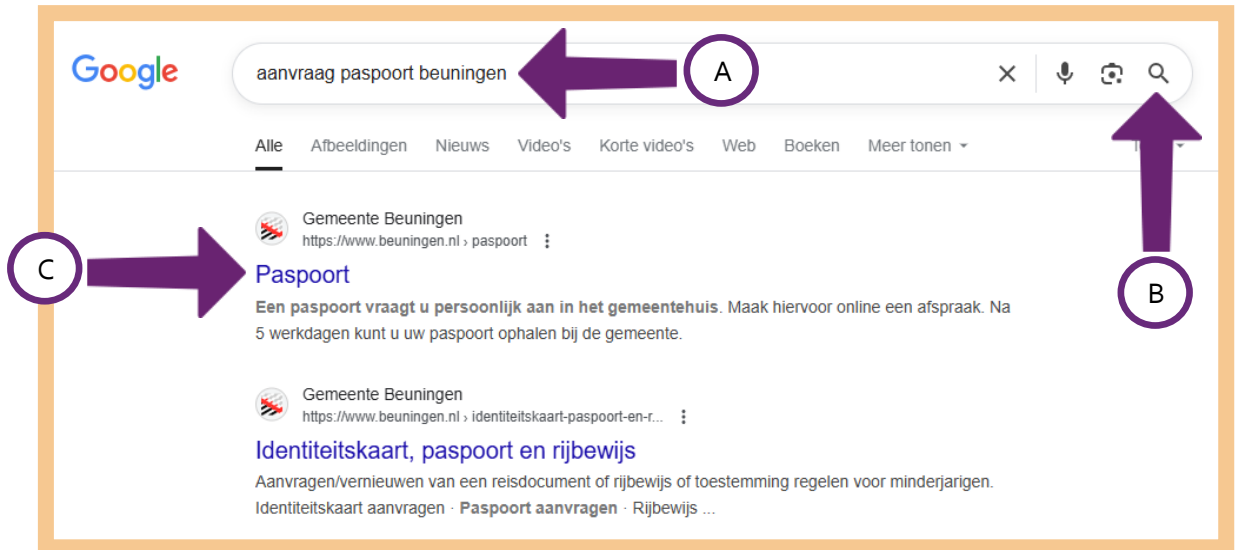 Google
aanvraag paspoort beuningen
A
Alle Afbeeldingen Nieuws Video's Korte video's Web Boeken Meer tonen
Gemeente Beuningen
https://www.beuningen.nl › paspoort
C
Paspoort
B
Een paspoort vraagt u persoonlijk aan in het gemeentehuis. Maak hiervoor online een afspraak. Na
5 werkdagen kunt u uw paspoort ophalen bij de gemeente.
Gemeente Beuningen
https://www.beuningen.nl › identiteitskaart-paspoort-en-r...
Identiteitskaart, paspoort en rijbewijs
Aanvragen/vernieuwen van een reisdocument of rijbewijs of toestemming regelen voor minderjarigen.
Identiteitskaart aanvragen · Paspoort aanvragen · Rijbewijs ...